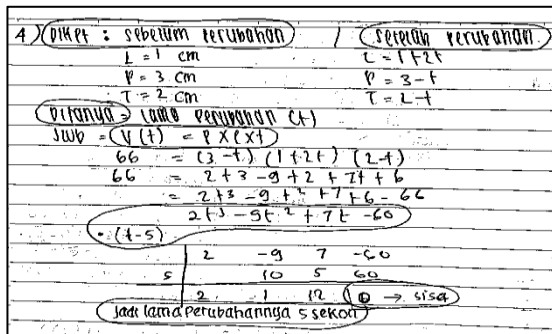 4) Diket : sebelum perubahan / setelah perubahan
L = 1 cm L = 1+2t
P = 3 cm P = 3-t
T = 2 cm T = 2-t
Ditanya = lama perubahan (t)
Jwb = V(t) = P x l x t
66 = (3-t) (1+2t) (2-t)
66 = 2t3 - 9t2 + 7t + 6
= 2t3 - 9t2 + 7t + 6 - 66
2t3 - 9t2 + 7t - 60
• (t-5)
2 -9 7 -60
5 10 5 60
2 1 12 0 → sisa
Jadi lama perubahannya 5 sekon